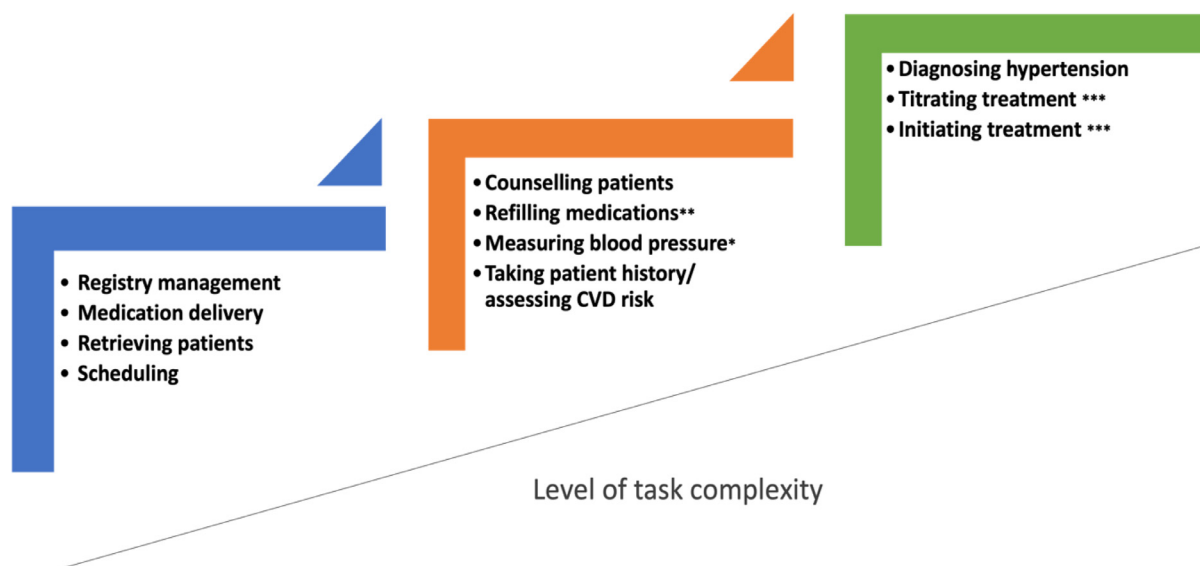 • Registry management
• Medication delivery
• Retrieving patients
• Scheduling
• Counselling patients
• Refilling medications**
• Measuring blood pressure*
• Taking patient history/
assessing CVD risk
• Diagnosing hypertension
• Titrating treatment ***
• Initiating treatment ***
Level of task complexity